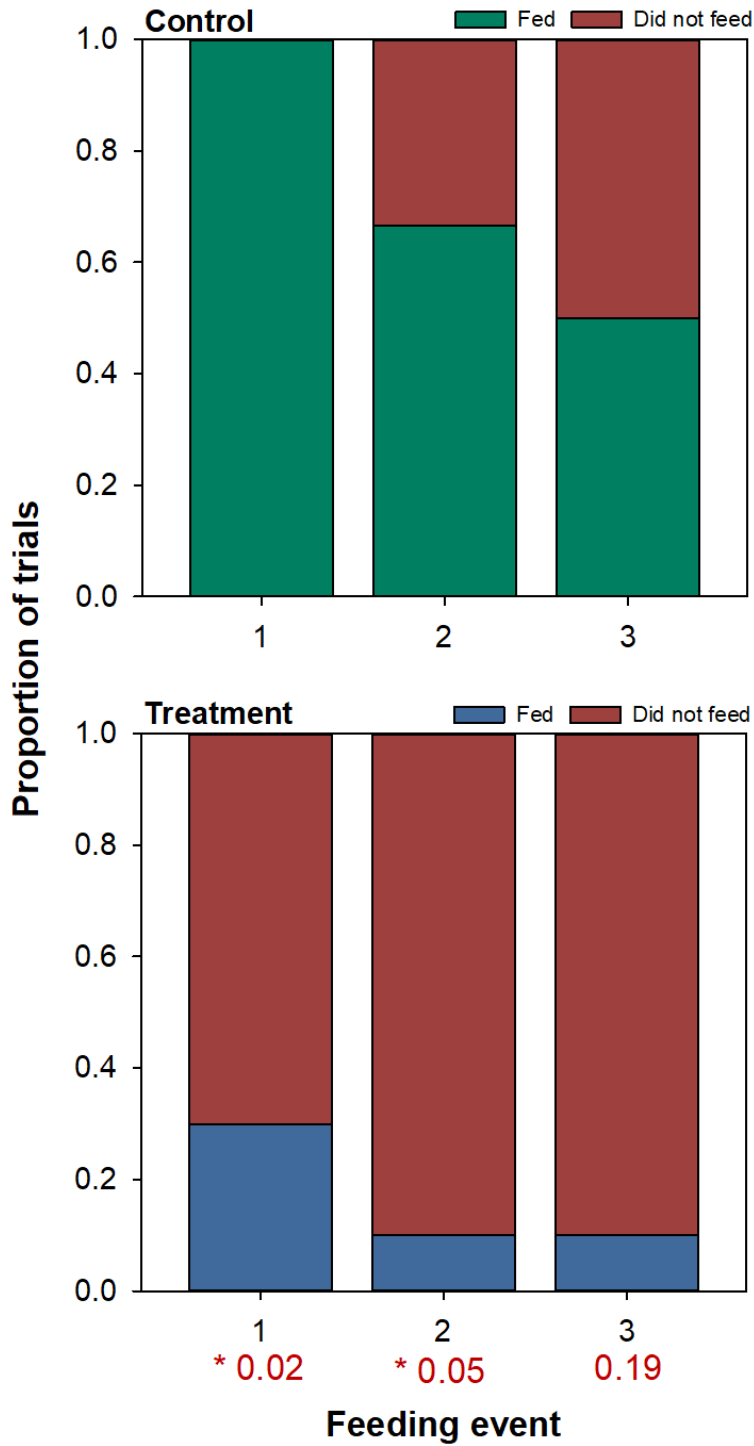 Control Fed Did not feed
1.0
0.8
0.6
0.4
0.2
0.0
1 2 3
Proportion of trials
Treatment Fed Did not feed
1.0
0.8
0.6
0.4
0.2
0.0
1 2 3
* 0.02 * 0.05 0.19
Feeding event